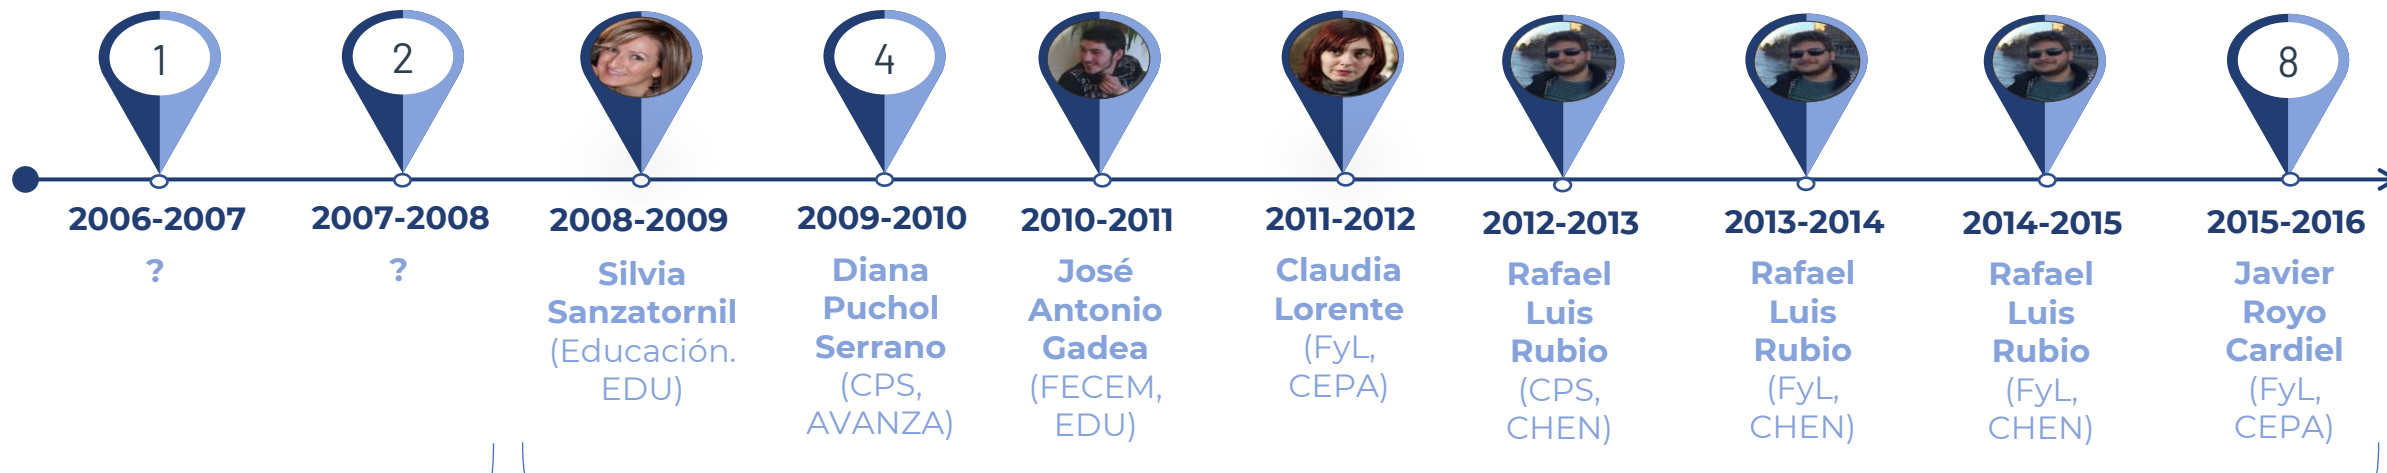 1
2
4
8
2006-2007
?
2007-2008
?
2008-2009
Silvia
Sanzatornil
(Educación.
EDU)
2009-2010
Diana
Puchol
Serrano
(CPS,
AVANZA)
2010-2011
José
Antonio
Gadea
(FECEM,
EDU)
2011-2012
Claudia
Lorente
(FyL,
CEPA)
2012-2013
Rafael
Luis
Rubio
(CPS,
CHEN)
2013-2014
Rafael
Luis
Rubio
(FyL,
CHEN)
2014-2015
Rafael
Luis
Rubio
(FyL,
CHEN)
2015-2016
Javier
Royo
Cardiel
(FyL,
CEPA)